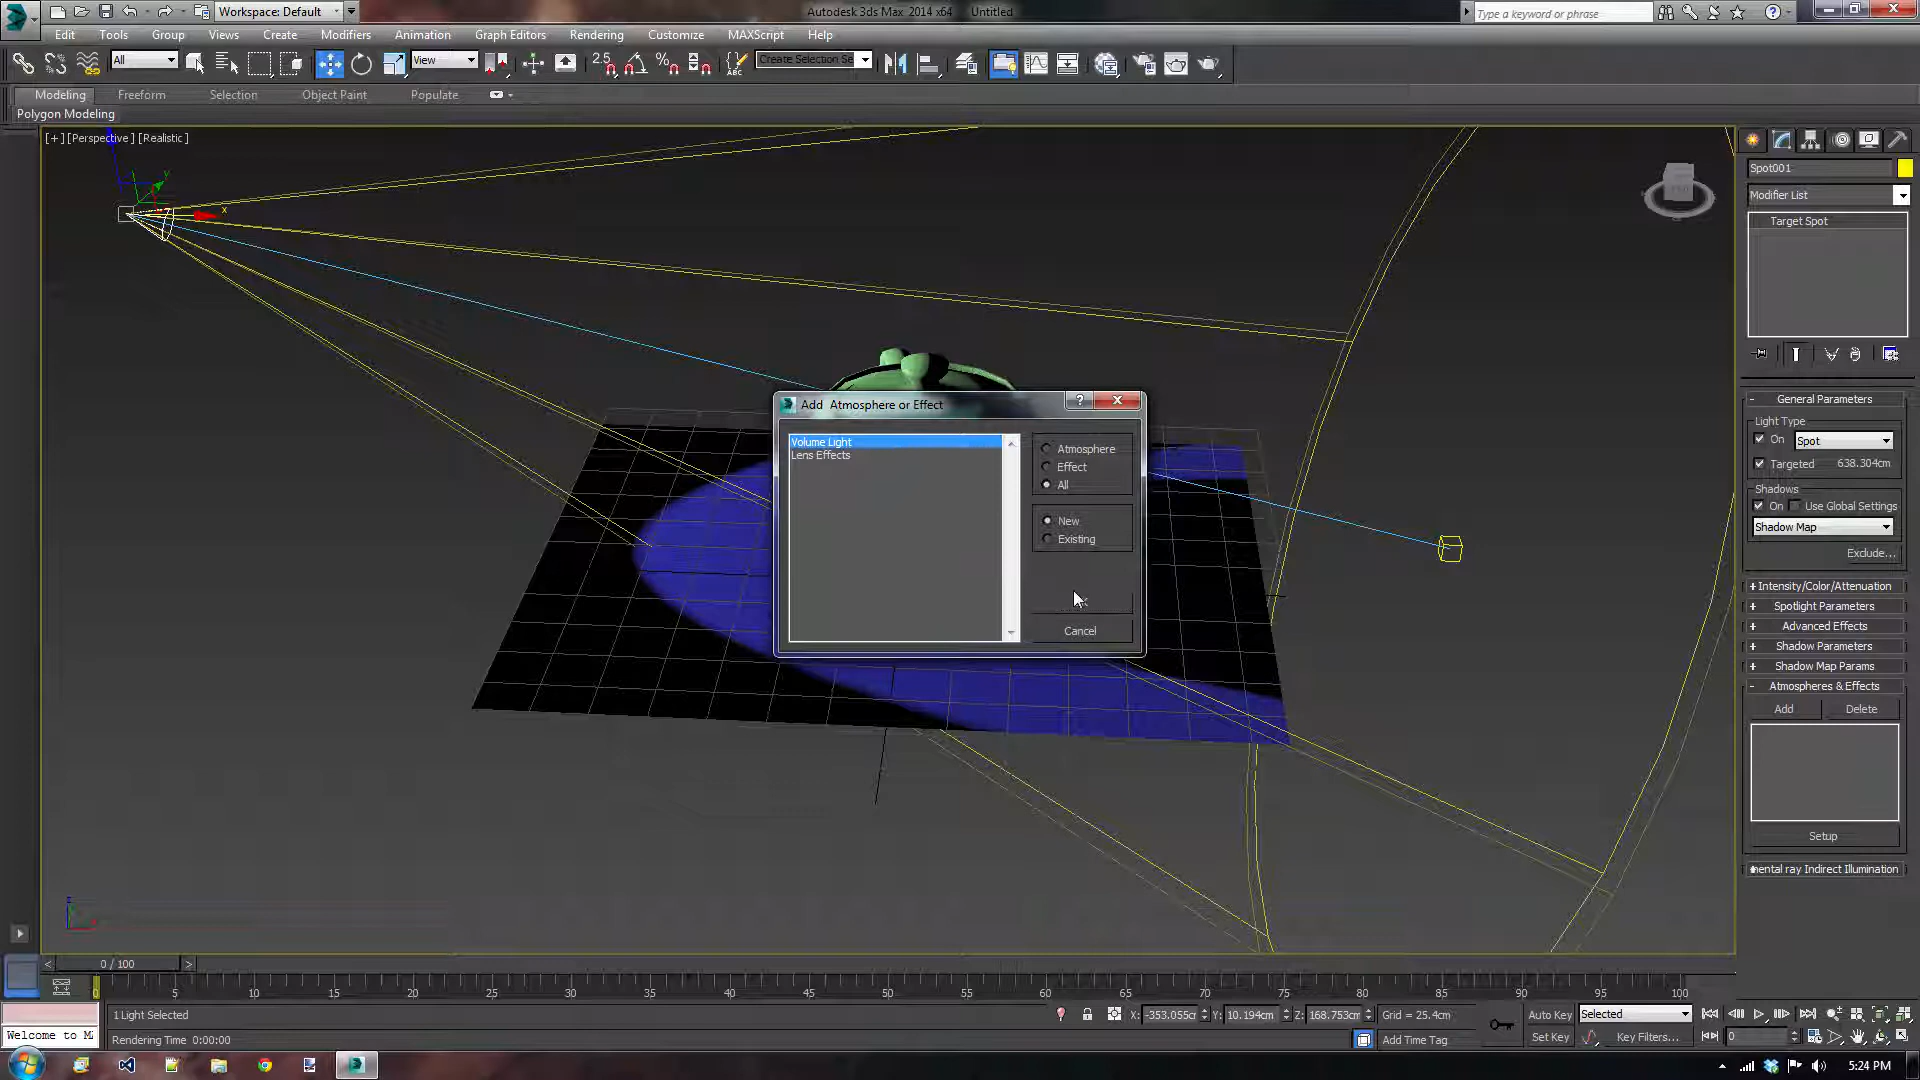 Workspace: Default
Autodesk 3ds Max 2014 x64 Untitled
Type a keyword or phrase
Edit Tools Group Views Create Modifiers Animation Graph Editors Rendering Customize MAXScript Help
All View 2.5 Create Selection Se
Modeling Freeform Selection Object Paint Populate
Polygon Modeling
[+] [Perspective] [Realistic]
y
x
Spot001
Modifier List
Target Spot
Add Atmosphere or Effect
Volume Light
Lens Effects
Atmosphere
Effect
All
New
Existing
Cancel
- General Parameters
Light Type
On Spot
Targeted 638.304cm
Shadows
On Use Global Settings
Shadow Map
Exclude...
+ Intensity/Color/Attenuation
+ Spotlight Parameters
+ Advanced Effects
+ Shadow Parameters
+ Shadow Map Params
- Atmospheres & Effects
Add Delete
Setup
mental ray Indirect Illumination
< 0 / 100 >
0 5 10 15 20 25 30 35 40 45 50 55 60 65 70 75 80 85 90 95 100
1 Light Selected X: -353.055cm Y: 10.194cm Z: 168.753cm Grid = 25.4cm Auto Key Selected
Welcome to M
Rendering Time 0:00:00 Add Time Tag Set Key Key Filters... 0
5:24 PM